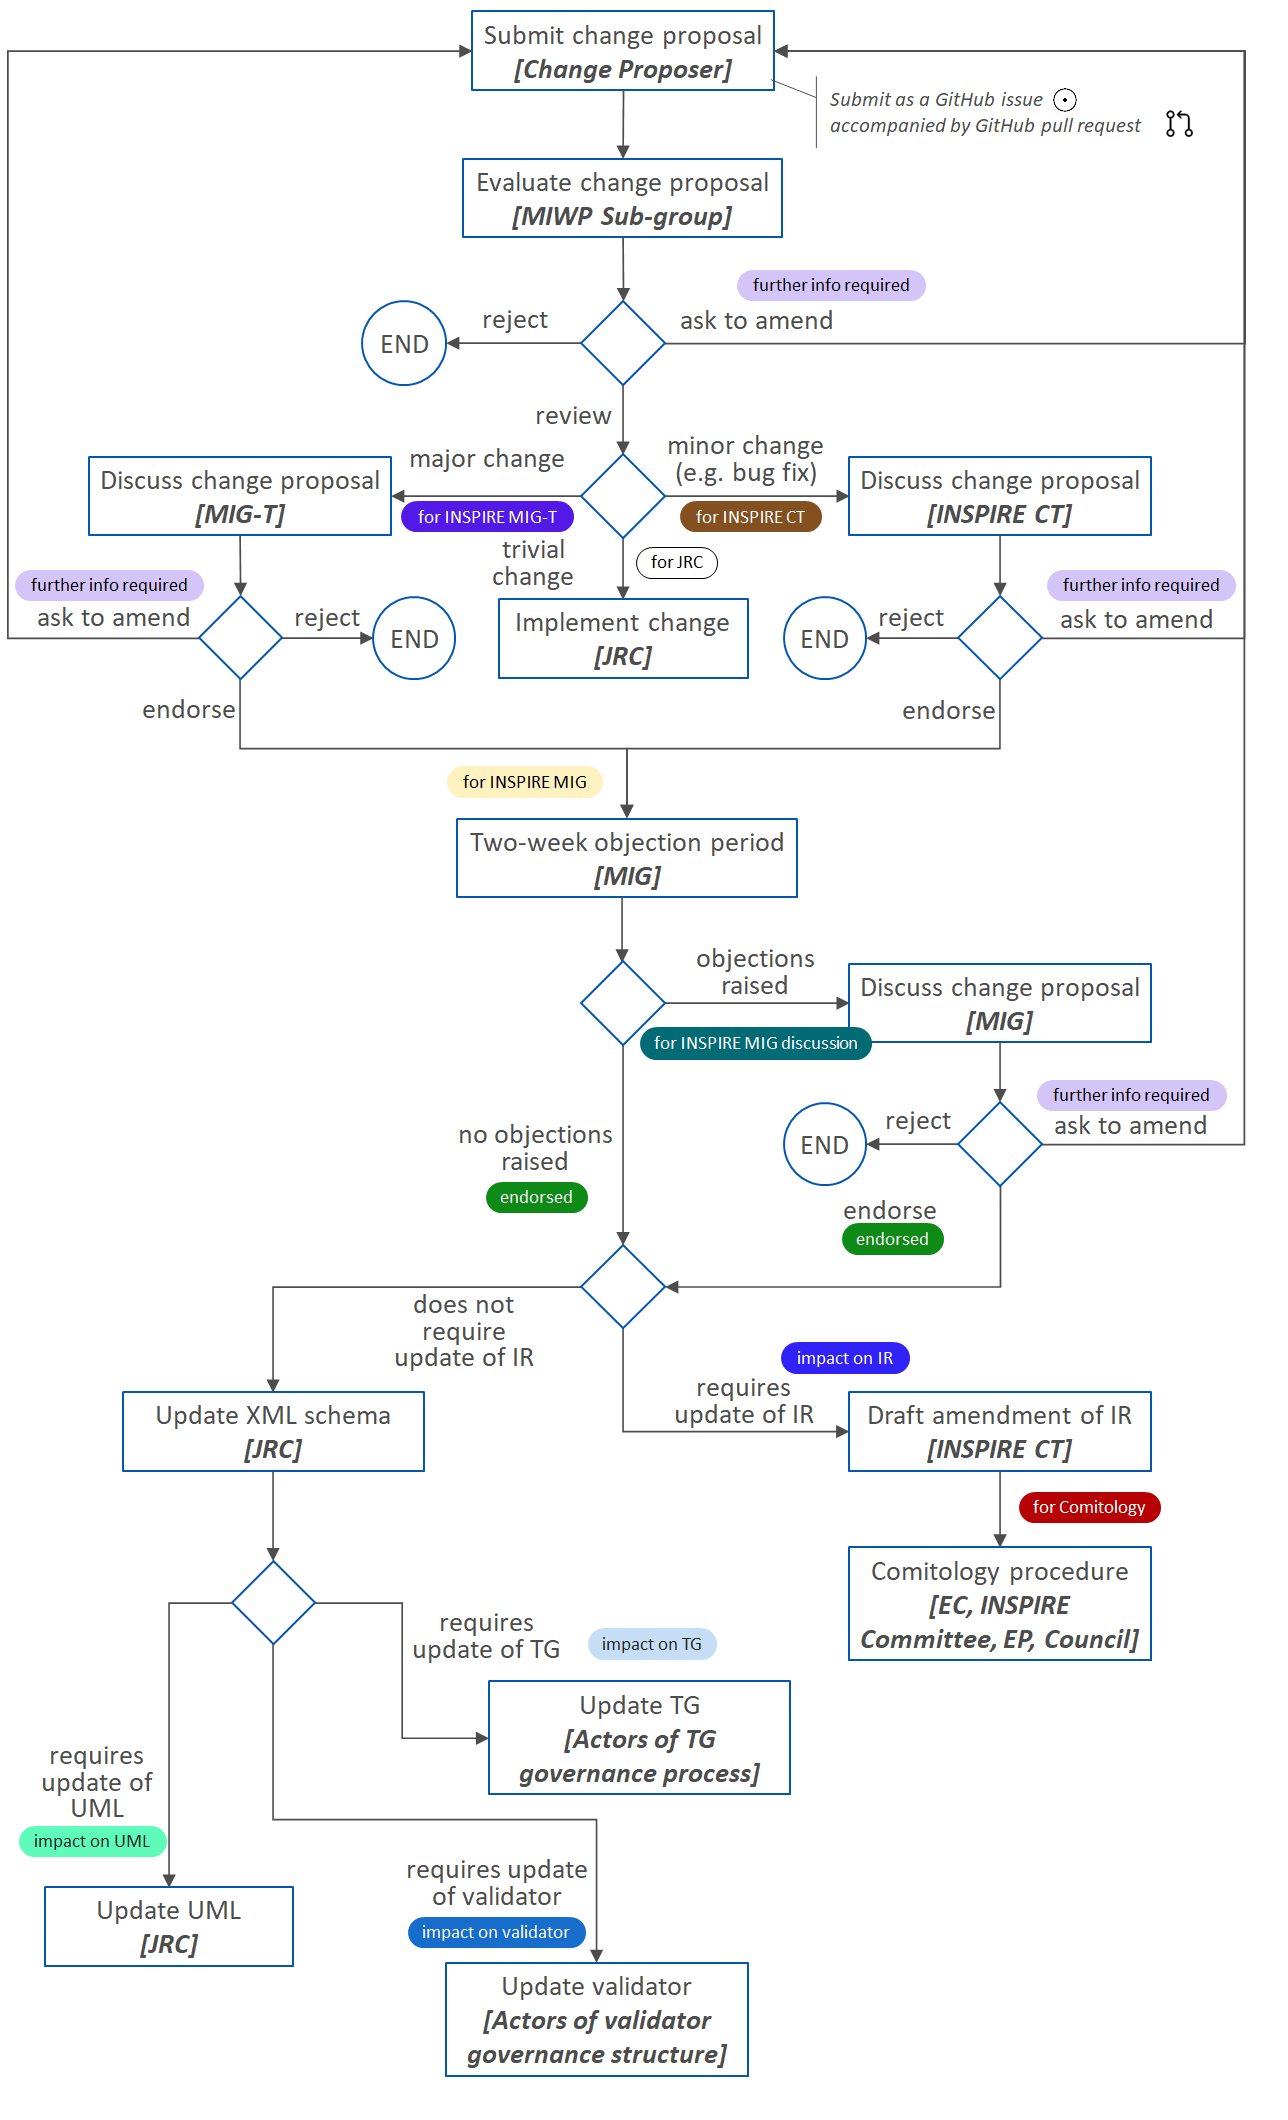 Submit change proposal
[Change Proposer]
Submit as a GitHub issue
accompanied by GitHub pull request
Evaluate change proposal
[MIWP Sub-group]
further info required
reject
ask to amend
END
review
major change
minor change
(e.g. bug fix)
Discuss change proposal
[MIG-T]
for INSPIRE MIG-T
for INSPIRE CT
Discuss change proposal
[INSPIRE CT]
trivial
change
for JRC
further info required
ask to amend
reject
END
Implement change
[JRC]
END
reject
further info required
ask to amend
endorse
endorse
for INSPIRE MIG
Two-week objection period
[MIG]
objections
raised
Discuss change proposal
[MIG]
for INSPIRE MIG discussion
further info required
ask to amend
reject
END
no objections
raised
endorsed
endorse
endorsed
does not
require
update of IR
impact on IR
requires
update of IR
Update XML schema
[JRC]
Draft amendment of IR
[INSPIRE CT]
for Comitology
Comitology procedure
[EC, INSPIRE
Committee, EP, Council]
requires
update of TG
impact on TG
Update TG
[Actors of TG
governance process]
requires
update of
UML
impact on UML
requires update
of validator
impact on validator
Update UML
[JRC]
Update validator
[Actors of validator
governance structure]